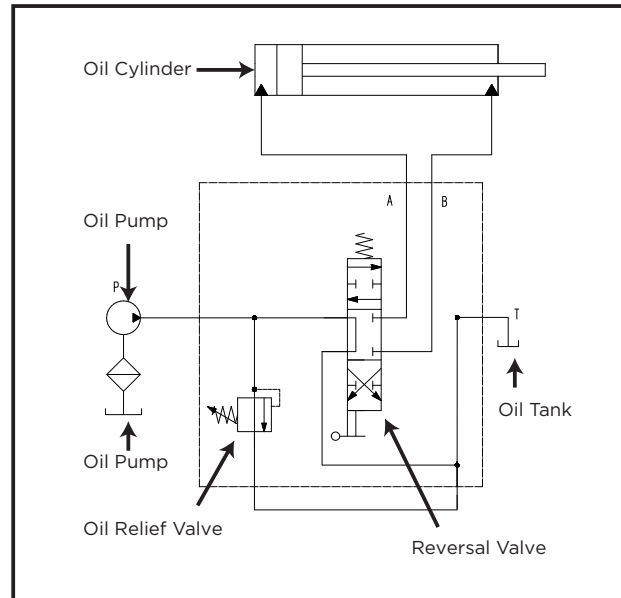 Oil Cylinder
A B
Oil Pump
P
T
Oil Tank
Oil Pump
Oil Relief Valve
Reversal Valve